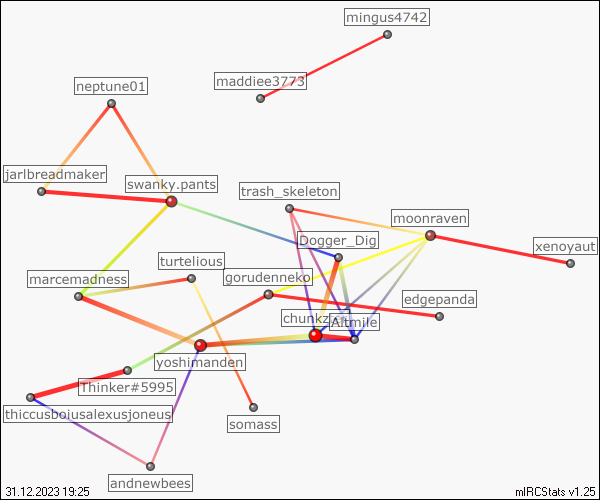 mingus4742
maddiee3773
neptune01
jarlbreadmaker
swanky.pants
trash_skeleton
moonraven
Dogger_Dig
xenoyaut
turtelious
marcemadness
gorudenneko
edgepanda
Altmile
yoshimanden
Thinker#5995
thiccusboiusalexusjoneus
somass
andnewbees
31.12.2023 19:25
mIRCStats v1.25